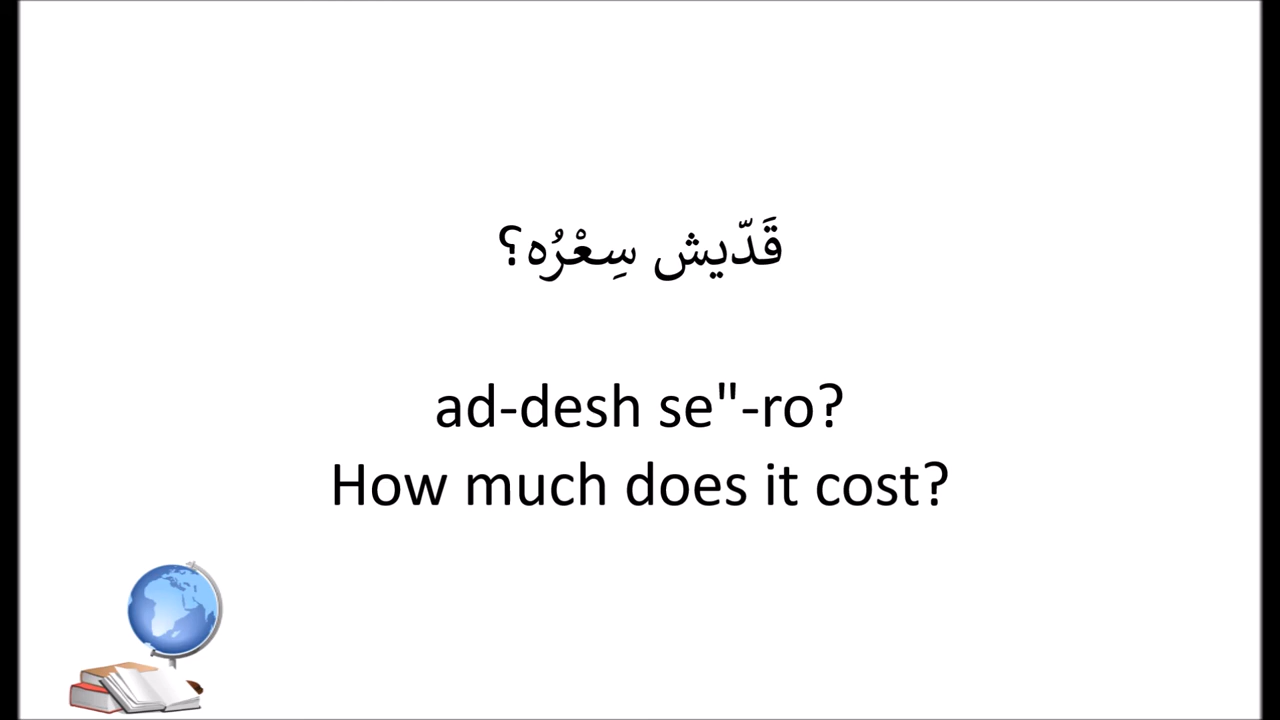 قَدّيش سِعْرُه؟
ad-desh se"-ro?
How much does it cost?